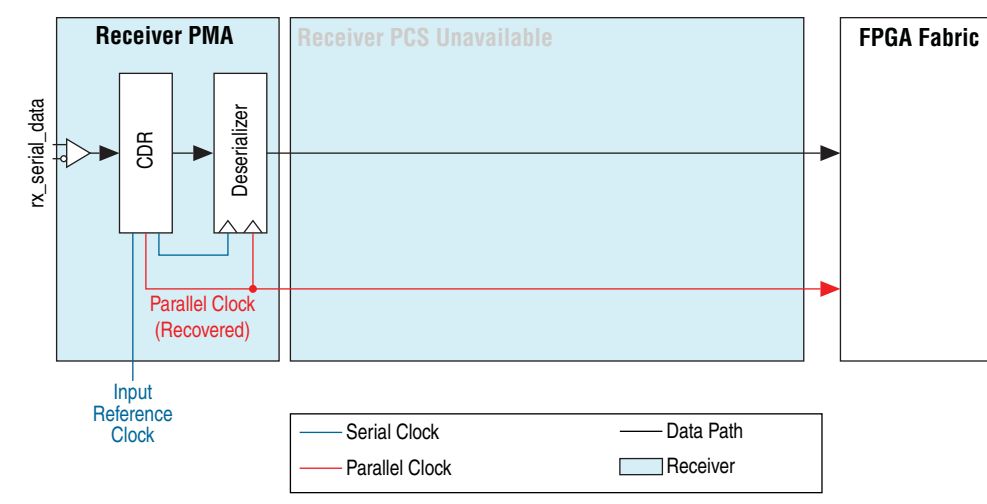 Receiver PMA
Receiver PCS Unavailable
FPGA Fabric
rx_serial_data
CDR
Deserializer
Parallel Clock
(Recovered)
Input
Reference
Clock
Serial Clock
Data Path
Parallel Clock
Receiver